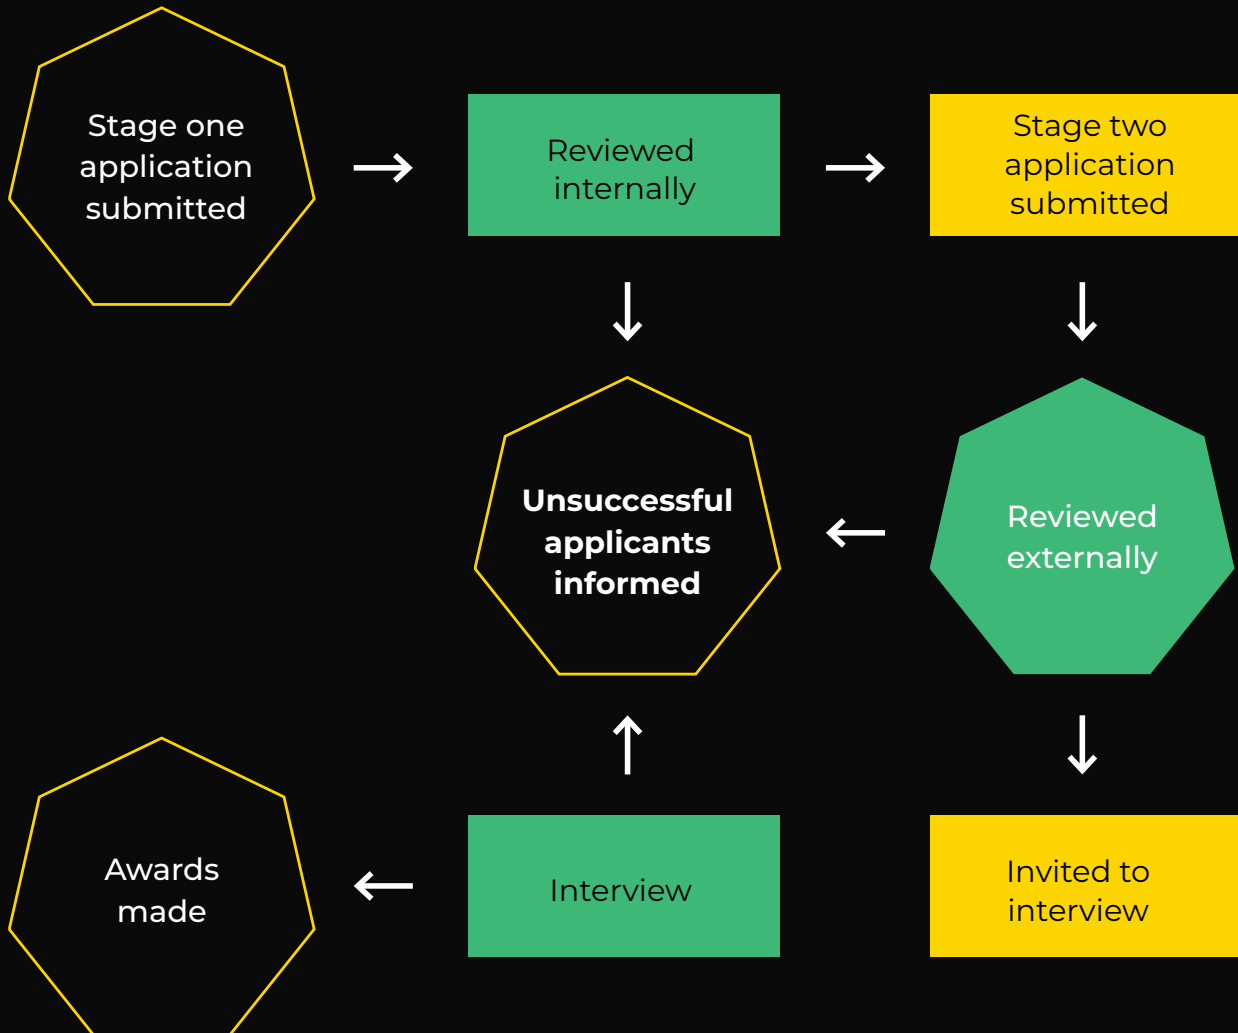 Stage one
application
submitted
Reviewed
internally
Stage two
application
submitted
Unsuccessful
applicants
informed
Reviewed
externally
Awards
made
Interview
Invited to
interview